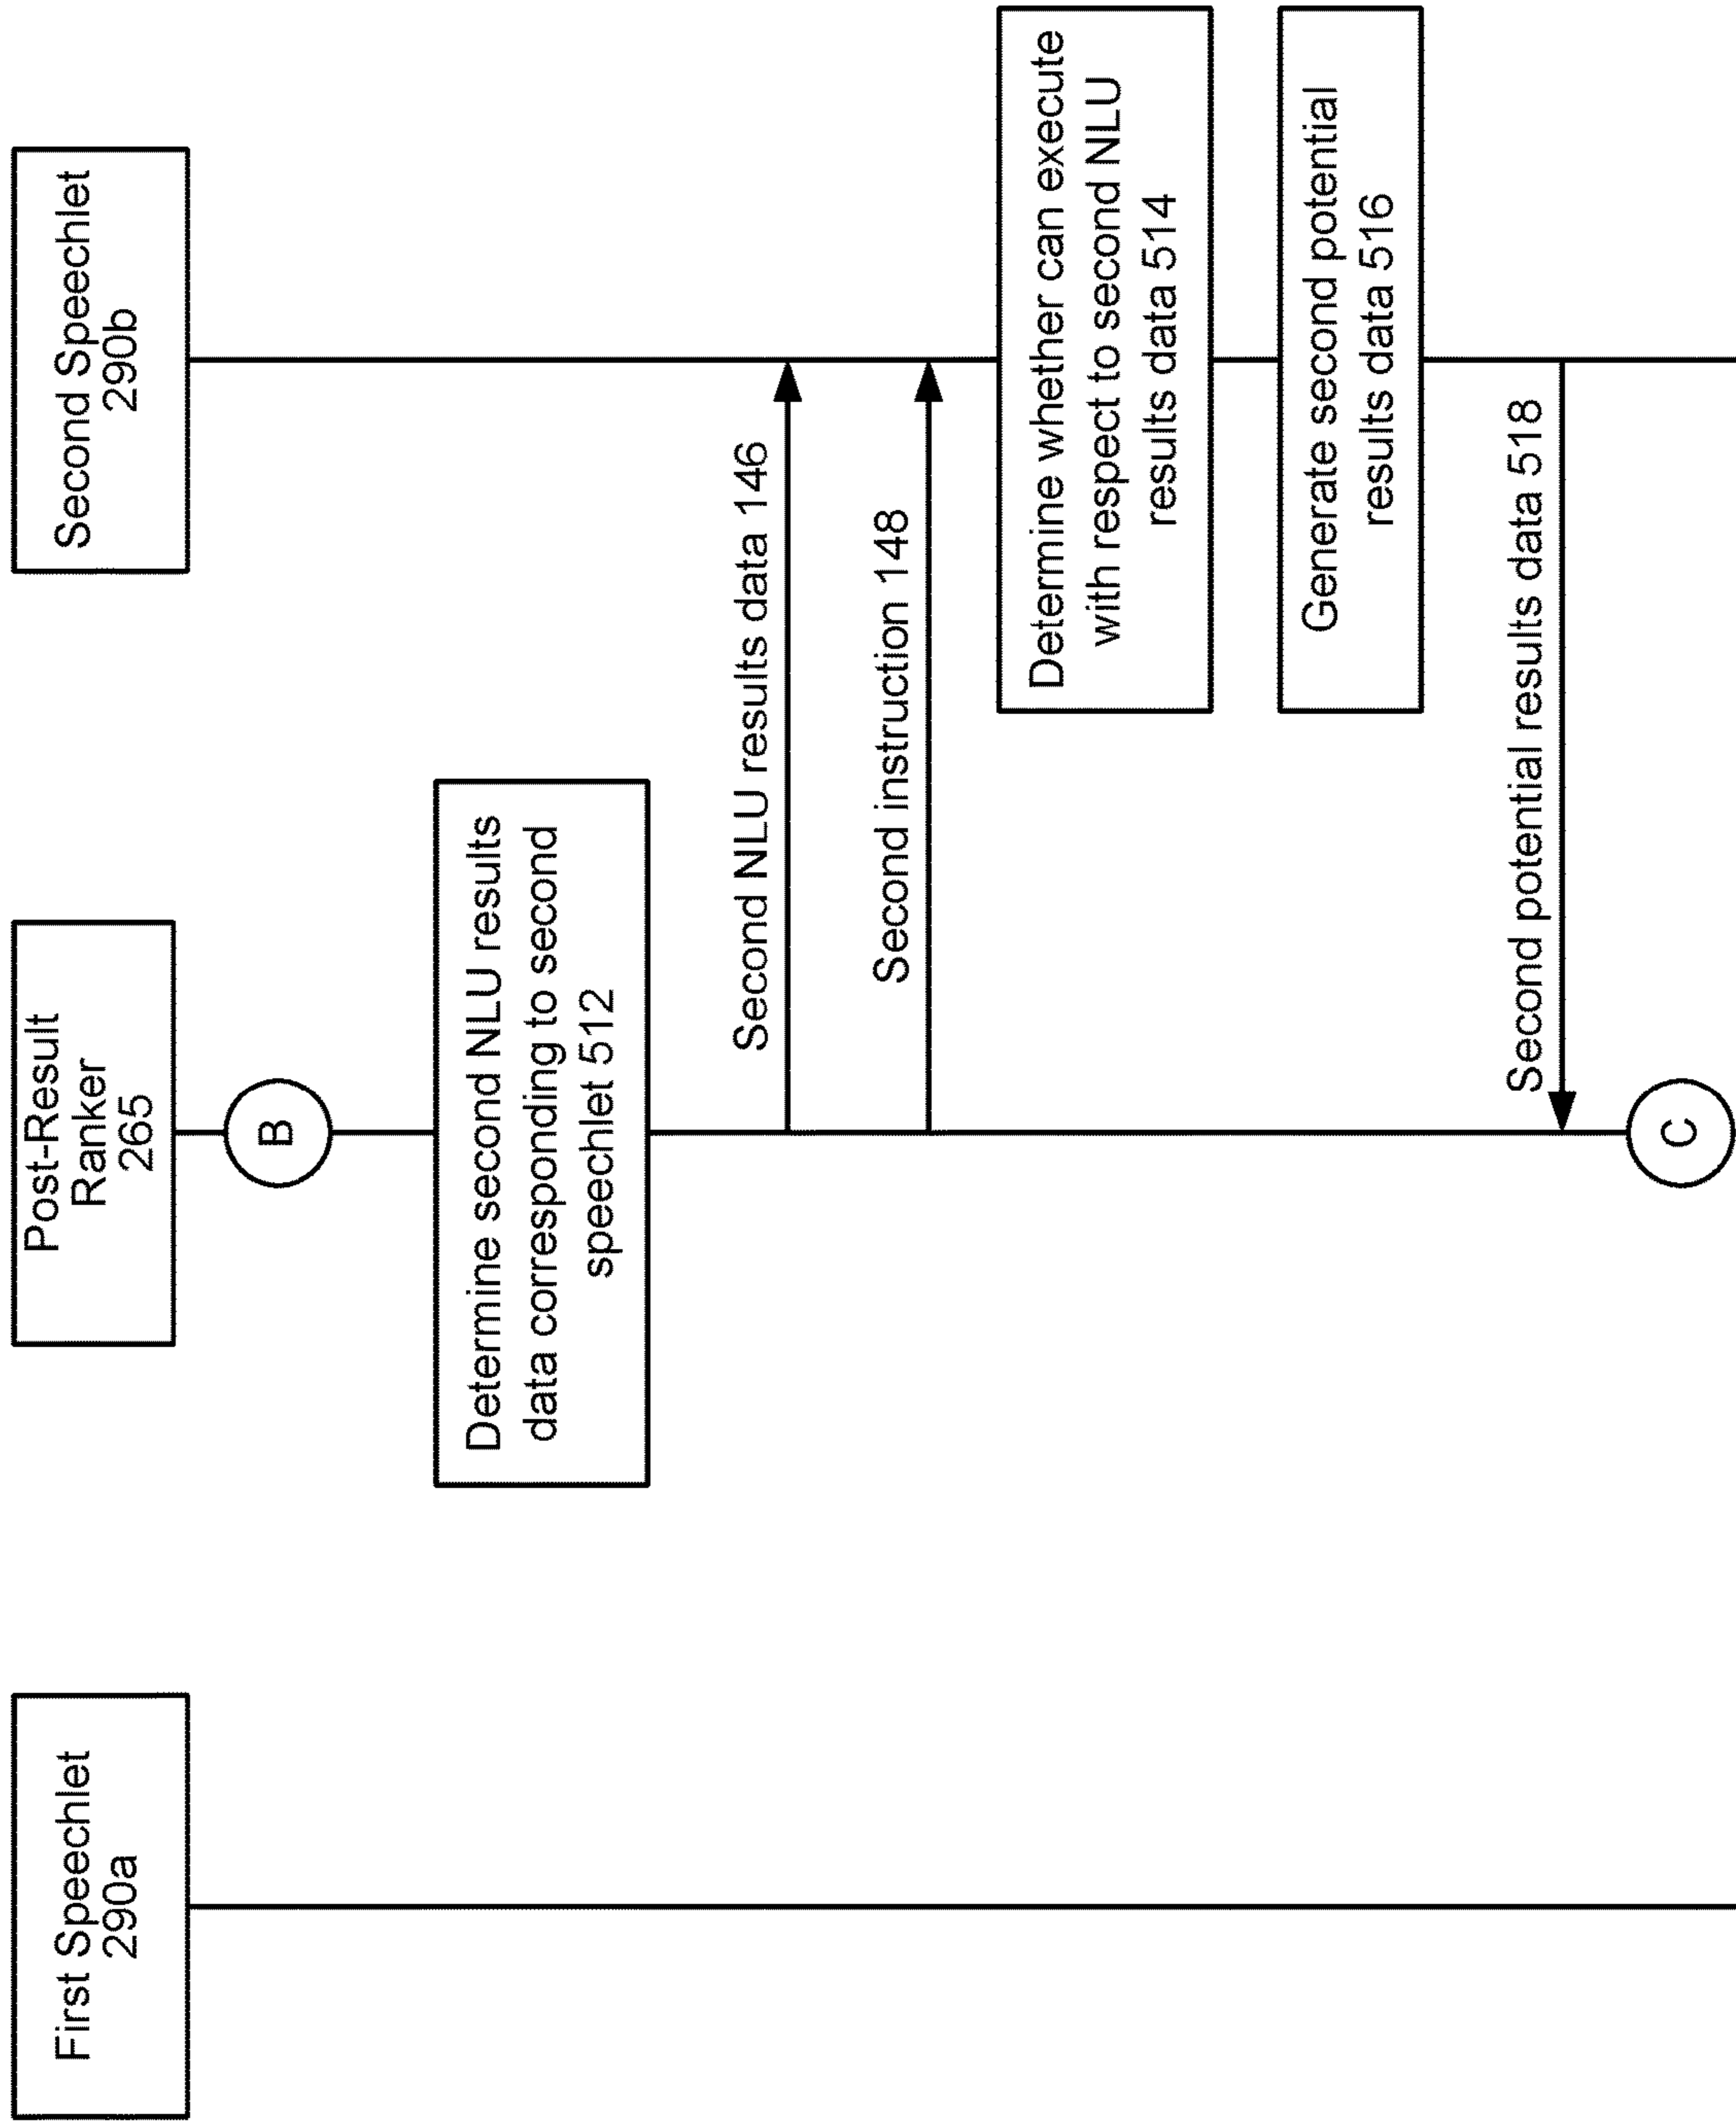 First Speechlet
290a
Post-Result
Ranker
265
Second Speechlet
290b
B
Determine second NLU results
data corresponding to second
speechlet 512
Second NLU results data 146
Second instruction 148
Determine whether can execute
with respect to second NLU
results data 514
Generate second potential
results data 516
Second potential results data 518
C